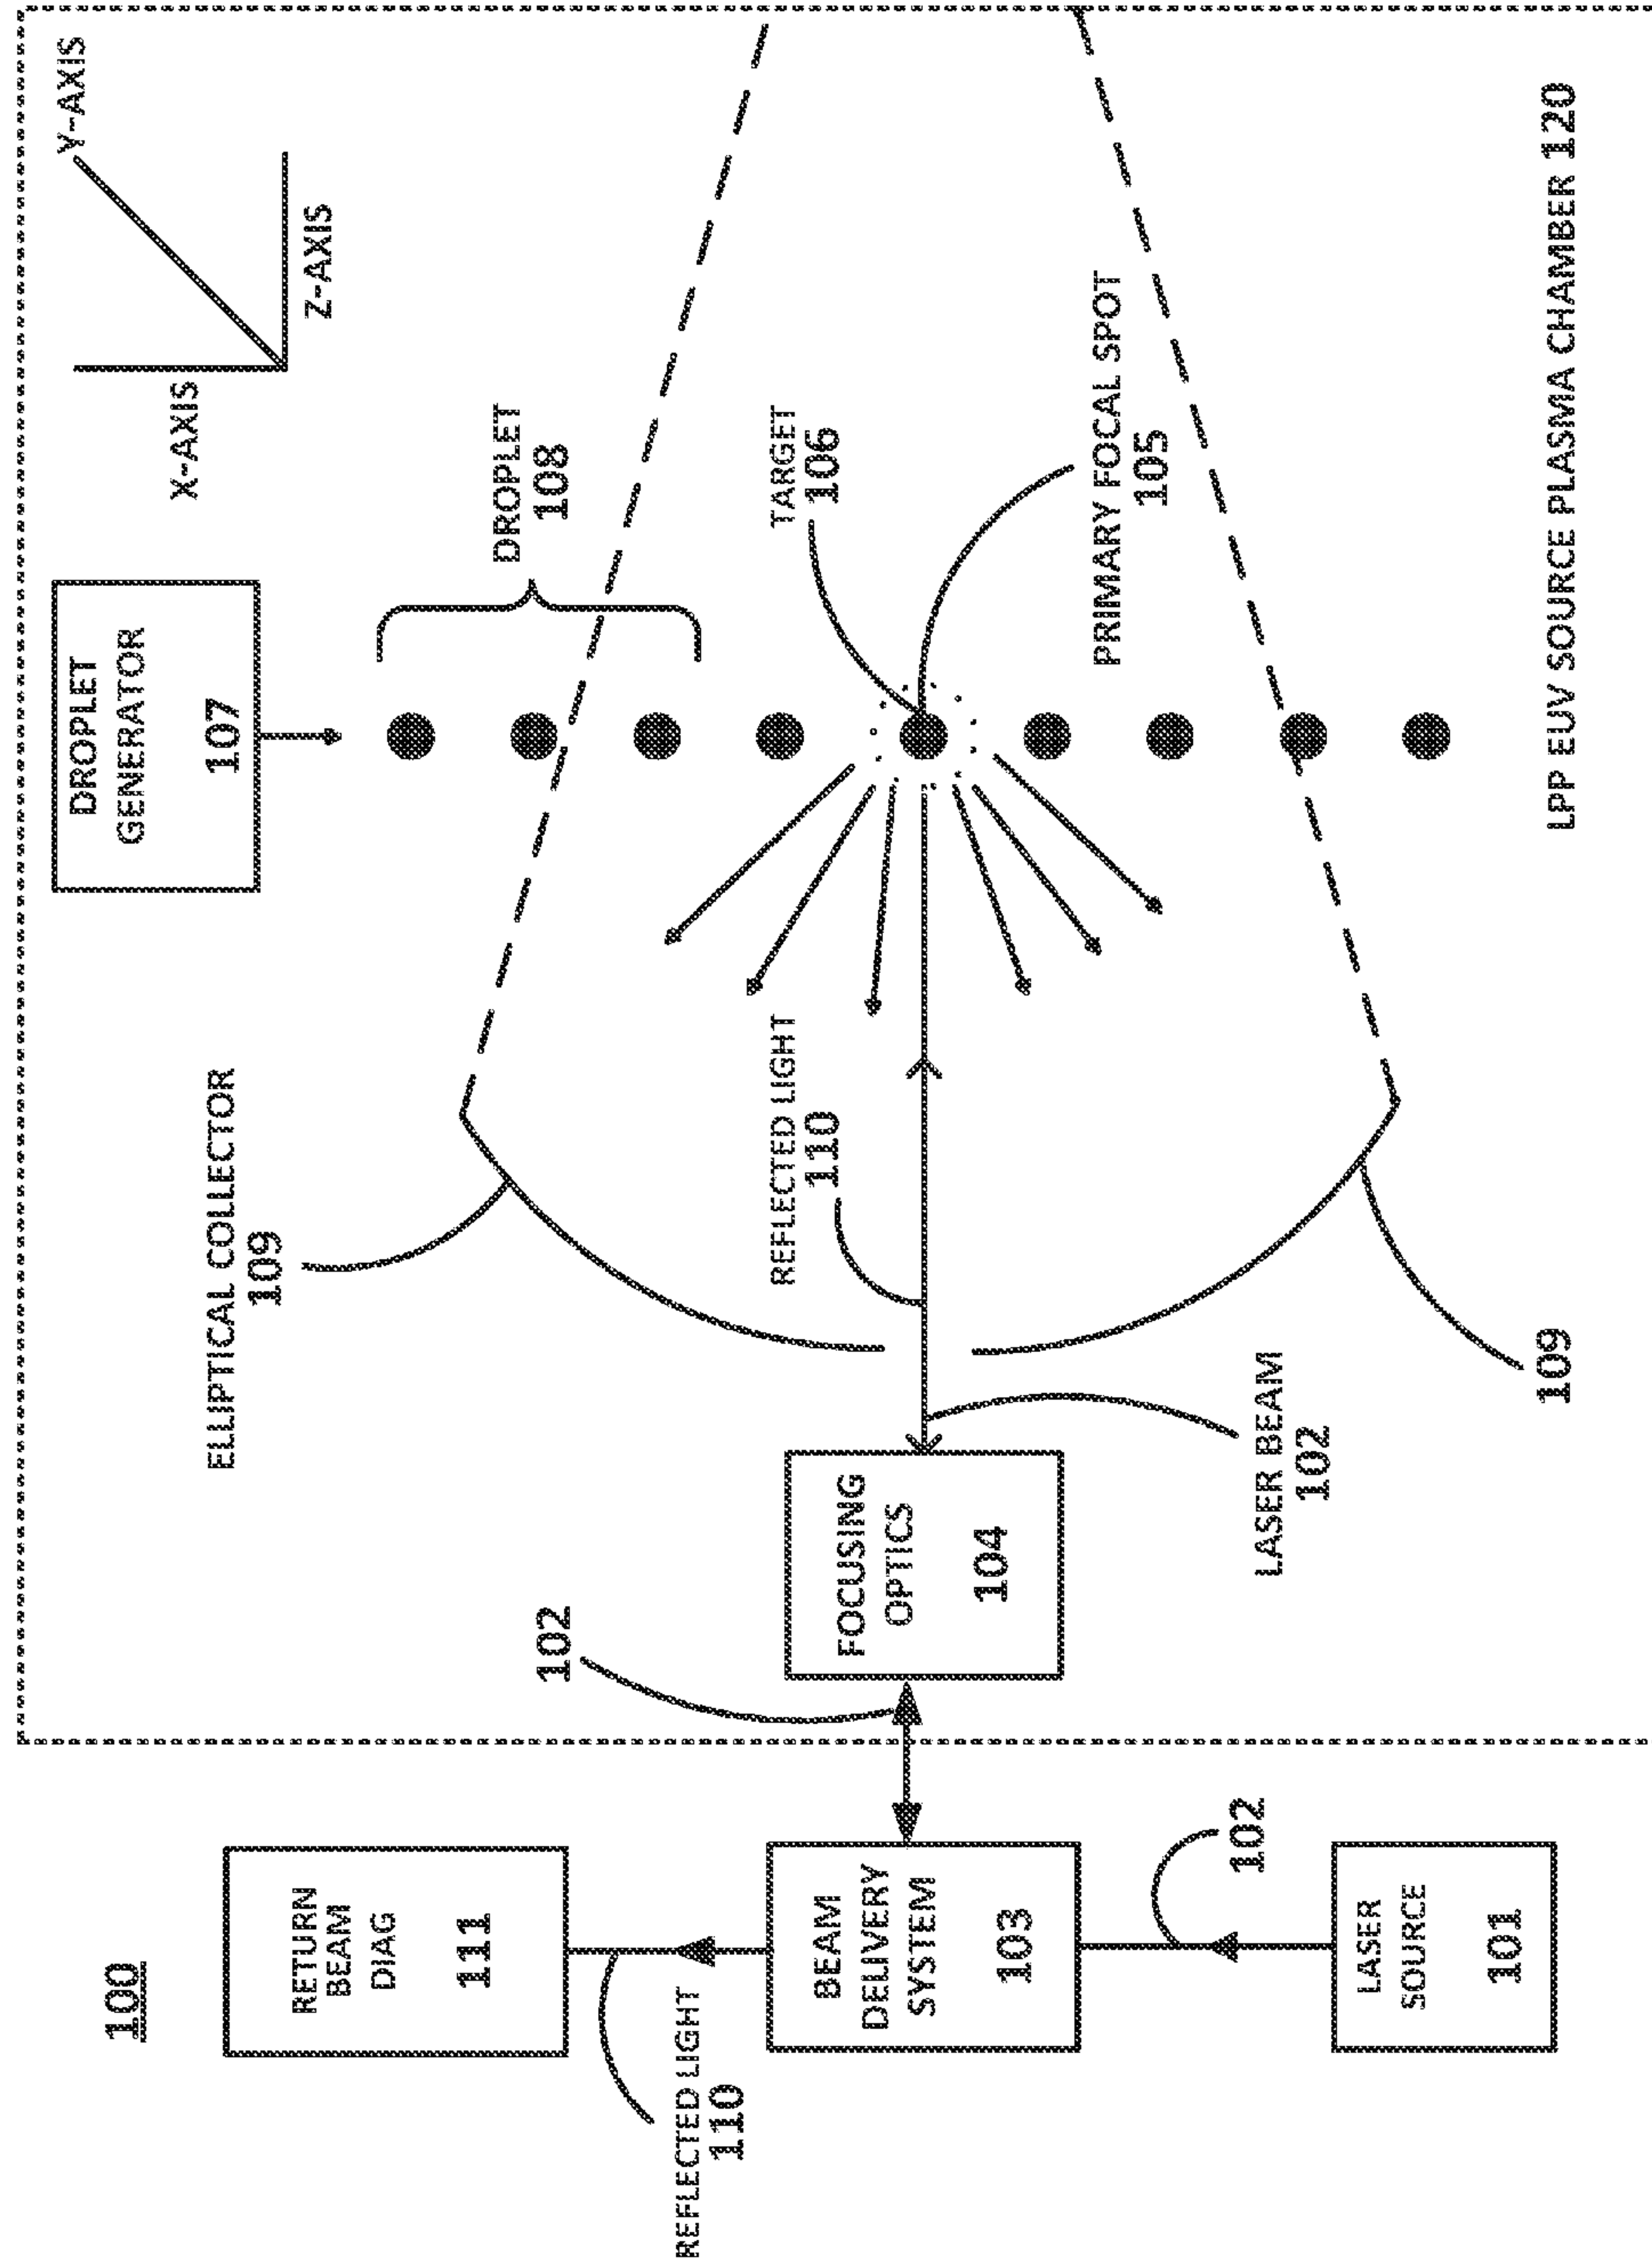 100
RETURN
BEAM
DIAG
111
REFLECTED LIGHT
110
BEAM
DELIVERY
SYSTEM
103
102
LASER
SOURCE
101
102
FOCUSING
OPTICS
104
LASER BEAM
102
ELLIPTICAL COLLECTOR
109
109
REFLECTED LIGHT
110
DROPLET
GENERATOR
107
DROPLET
108
TARGET
106
PRIMARY FOCAL SPOT
105
X-AXIS
Y-AXIS
Z-AXIS
LPP EUV SOURCE PLASMA CHAMBER 120